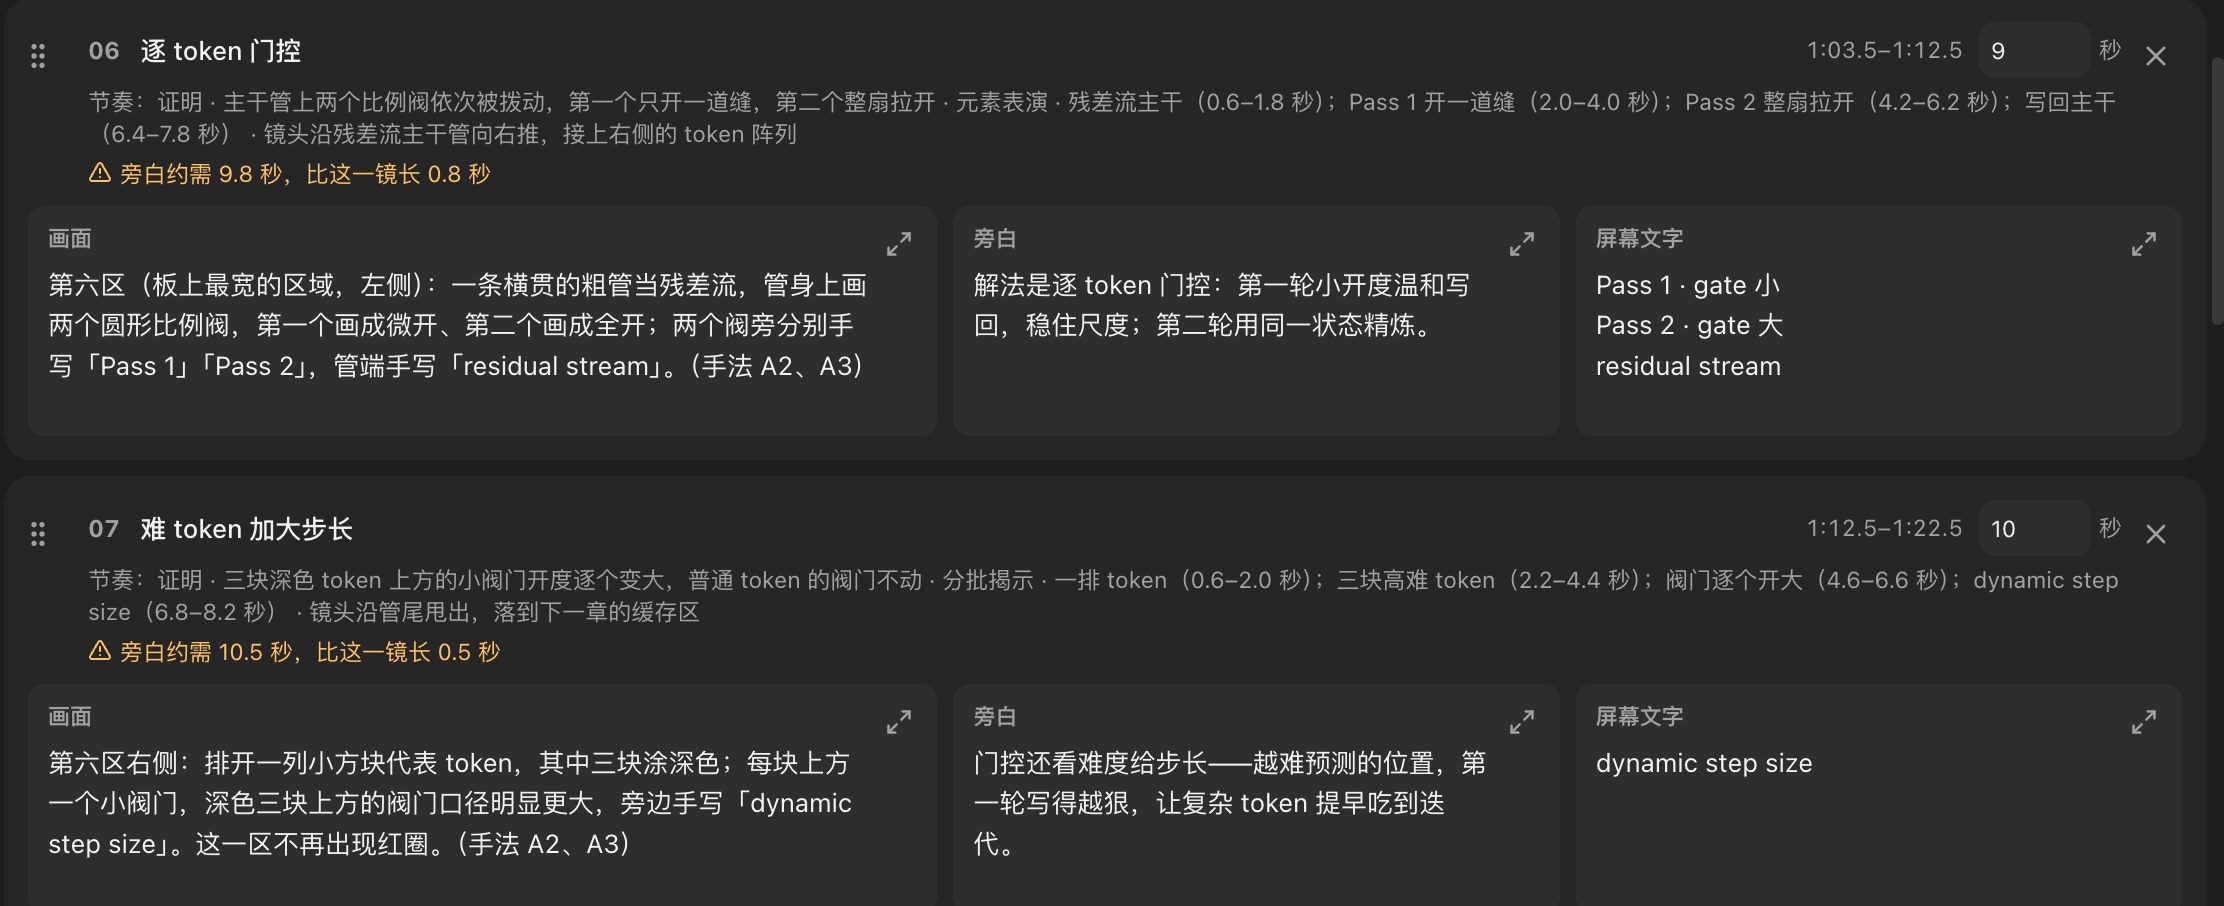 06 逐 token 门控 1:03.5–1:12.5 9 秒
节奏：证明 · 主干管上两个比例阀依次被拨动，第一个只开一道缝，第二个整扇拉开 · 元素表演 · 残差流主干（0.6–1.8 秒）；Pass 1 开一道缝（2.0–4.0 秒）；Pass 2 整扇拉开（4.2–6.2 秒）；写回主干
（6.4–7.8 秒） · 镜头沿残差流主干管向右推，接上右侧的 token 阵列
旁白约需 9.8 秒，比这一镜长 0.8 秒
画面
第六区（板上最宽的区域，左侧）：一条横贯的粗管当残差流，管身上画
两个圆形比例阀，第一个画成微开、第二个画成全开；两个阀旁分别手
写「Pass 1」「Pass 2」，管端手写「residual stream」。（手法 A2、A3）
旁白
解法是逐 token 门控：第一轮小开度温和写
回，稳住尺度；第二轮用同一状态精炼。
屏幕文字
Pass 1 · gate 小
Pass 2 · gate 大
residual stream
07 难 token 加大步长 1:12.5–1:22.5 10 秒
节奏：证明 · 三块深色 token 上方的小阀门开度逐个变大，普通 token 的阀门不动 · 分批揭示 · 一排 token（0.6–2.0 秒）；三块高难 token（2.2–4.4 秒）；阀门逐个开大（4.6–6.6 秒）；dynamic step
size（6.8–8.2 秒） · 镜头沿管尾甩出，落到下一章的缓存区
旁白约需 10.5 秒，比这一镜长 0.5 秒
画面
第六区右侧：排开一列小方块代表 token，其中三块涂深色；每块上方
一个小阀门，深色三块上方的阀门口径明显更大，旁边手写「dynamic
step size」。这一区不再出现红圈。（手法 A2、A3）
旁白
门控还看难度给步长——越难预测的位置，第
一轮写得越狠，让复杂 token 提早吃到迭
代。
屏幕文字
dynamic step size